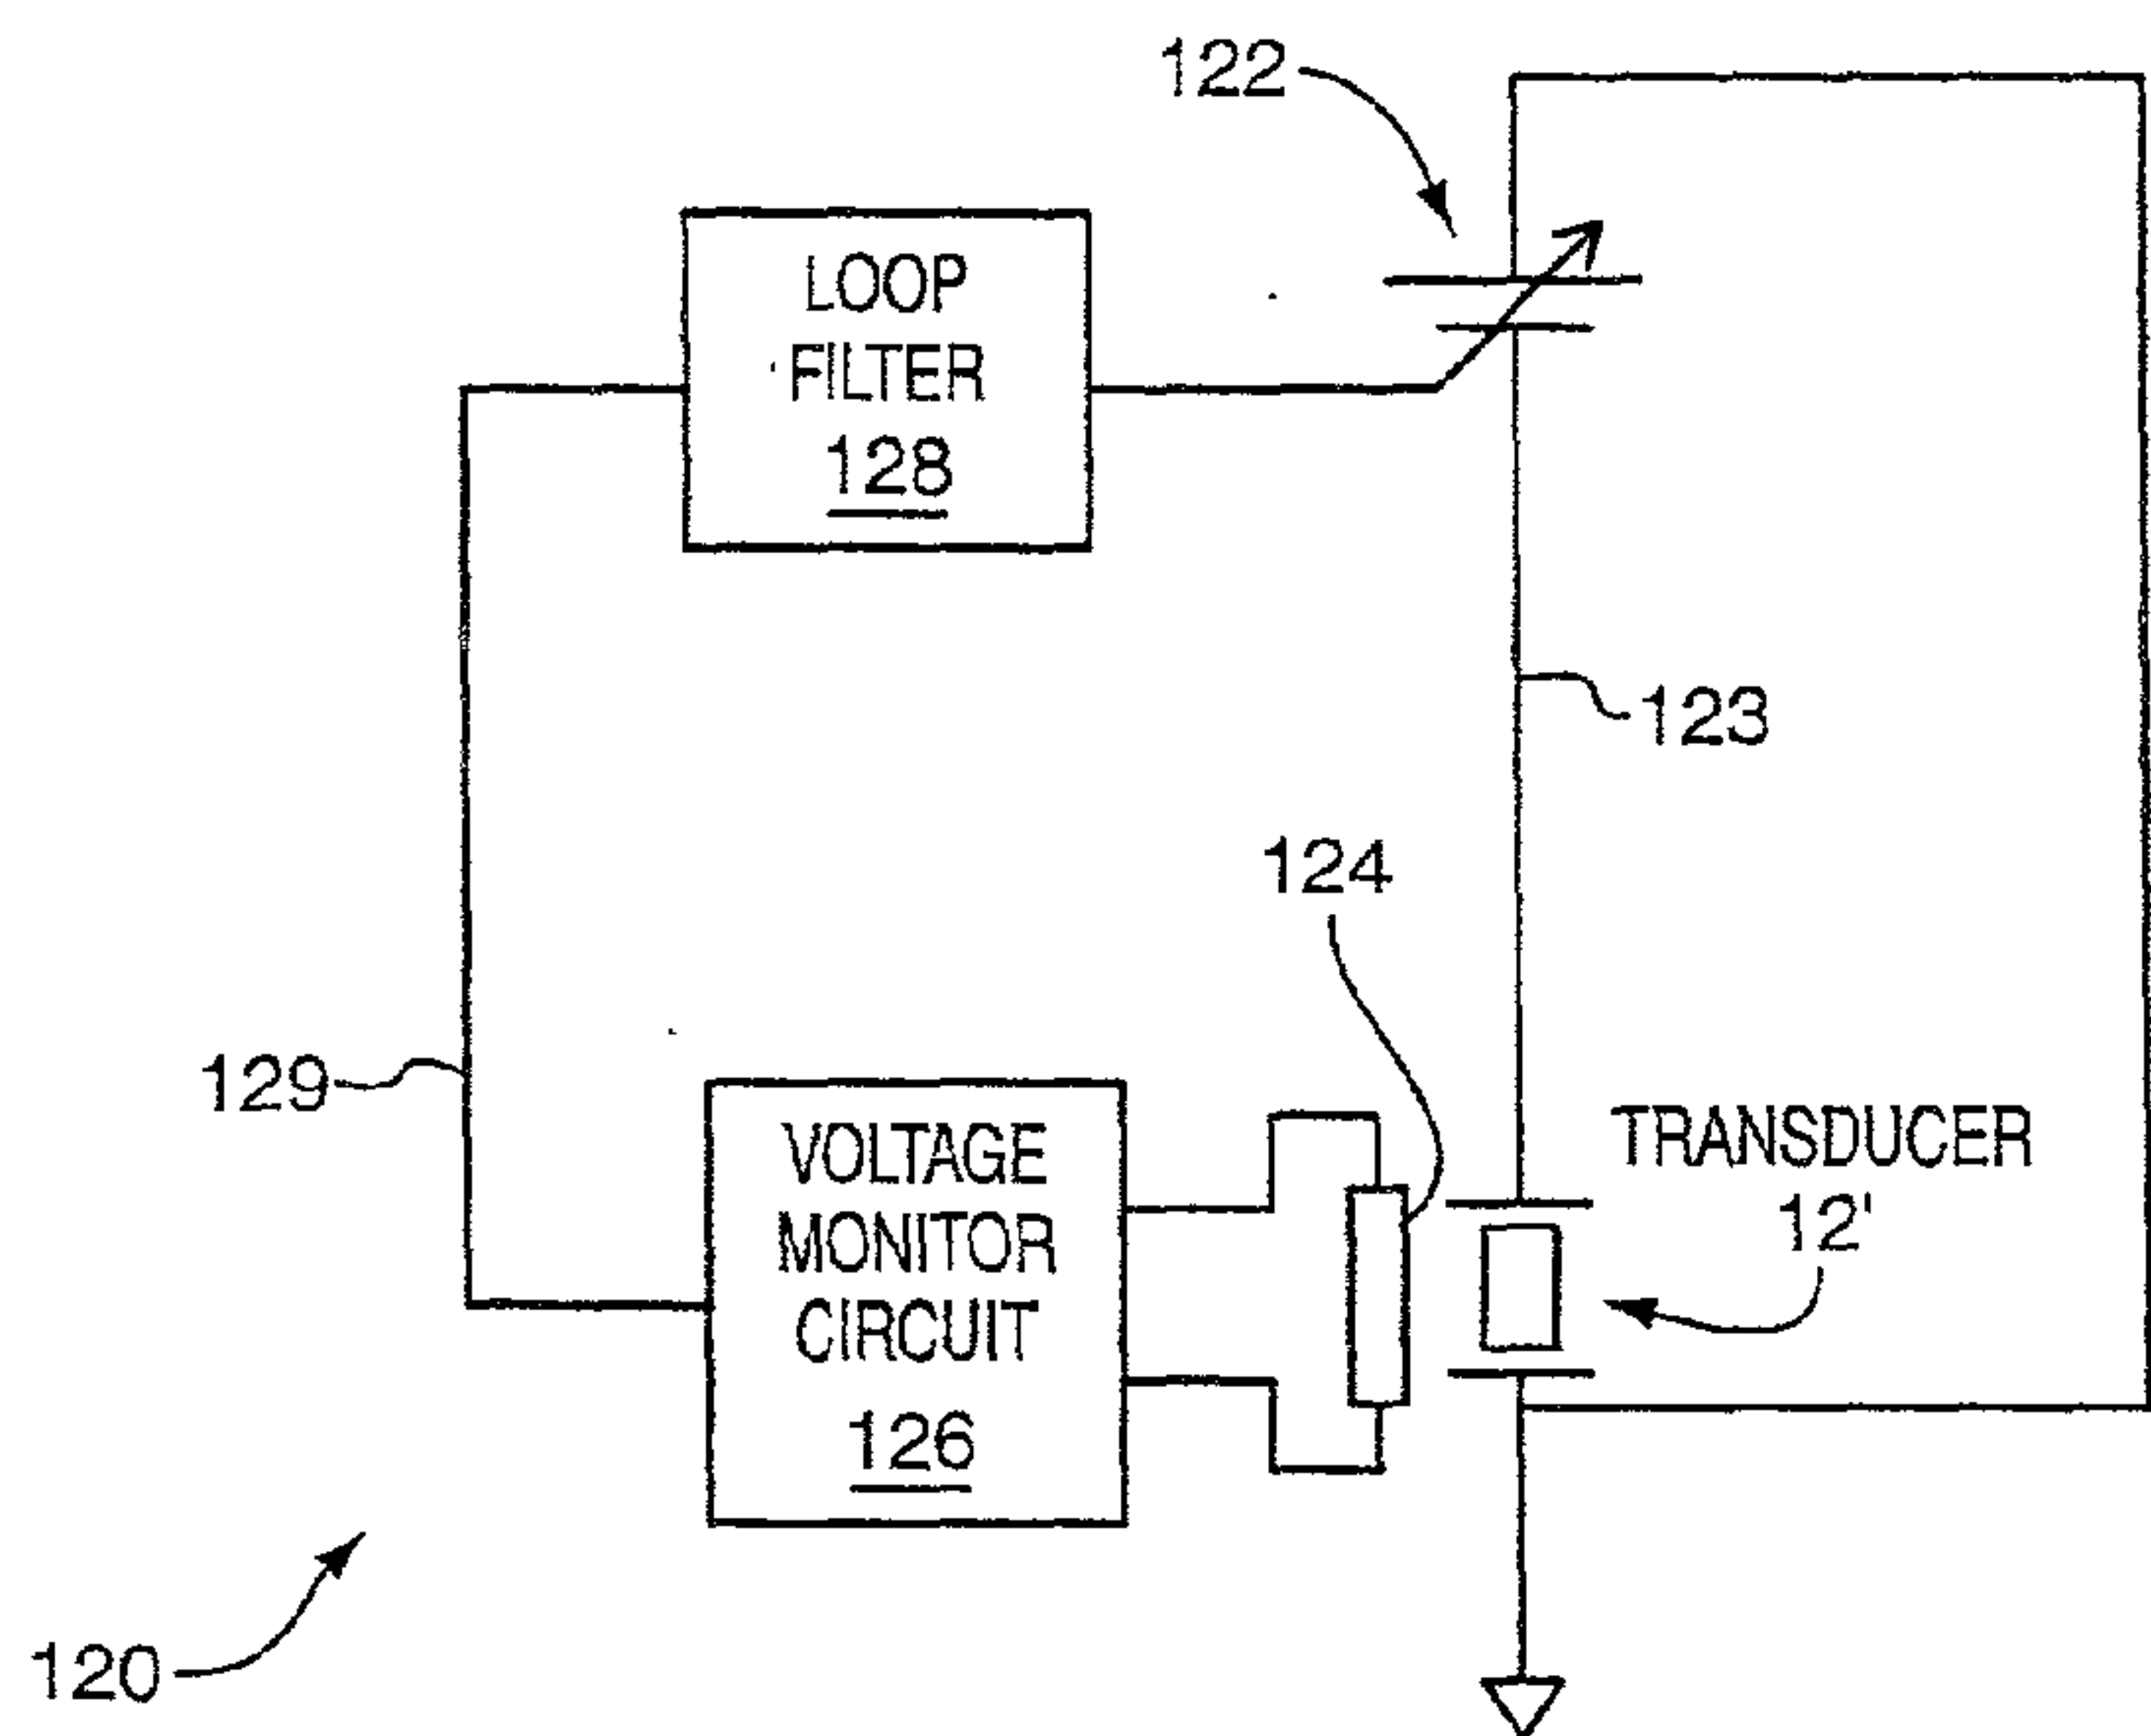 122
LOOP
FILTER
128
123
124
129
VOLTAGE
MONITOR
CIRCUIT
126
TRANSDUCER
12'
120